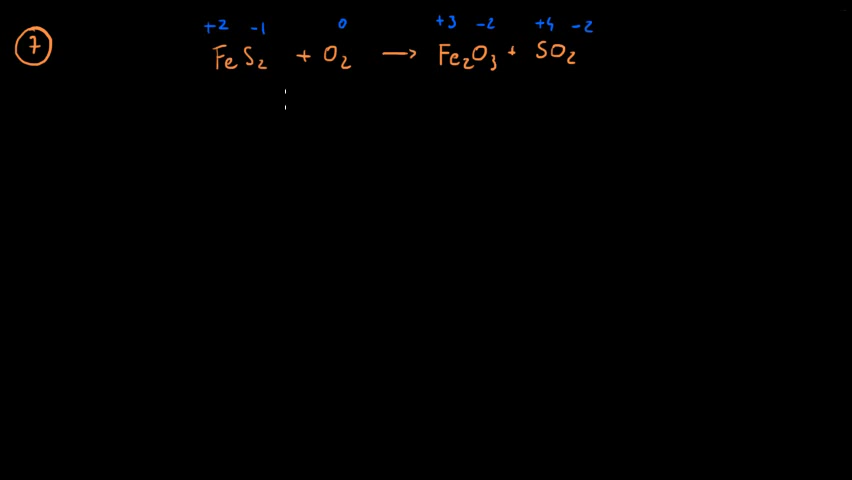 +2 -1 0 +3 -2 +4 -2
7 FeS₂ + O₂ → Fe₂O₃ + SO₂